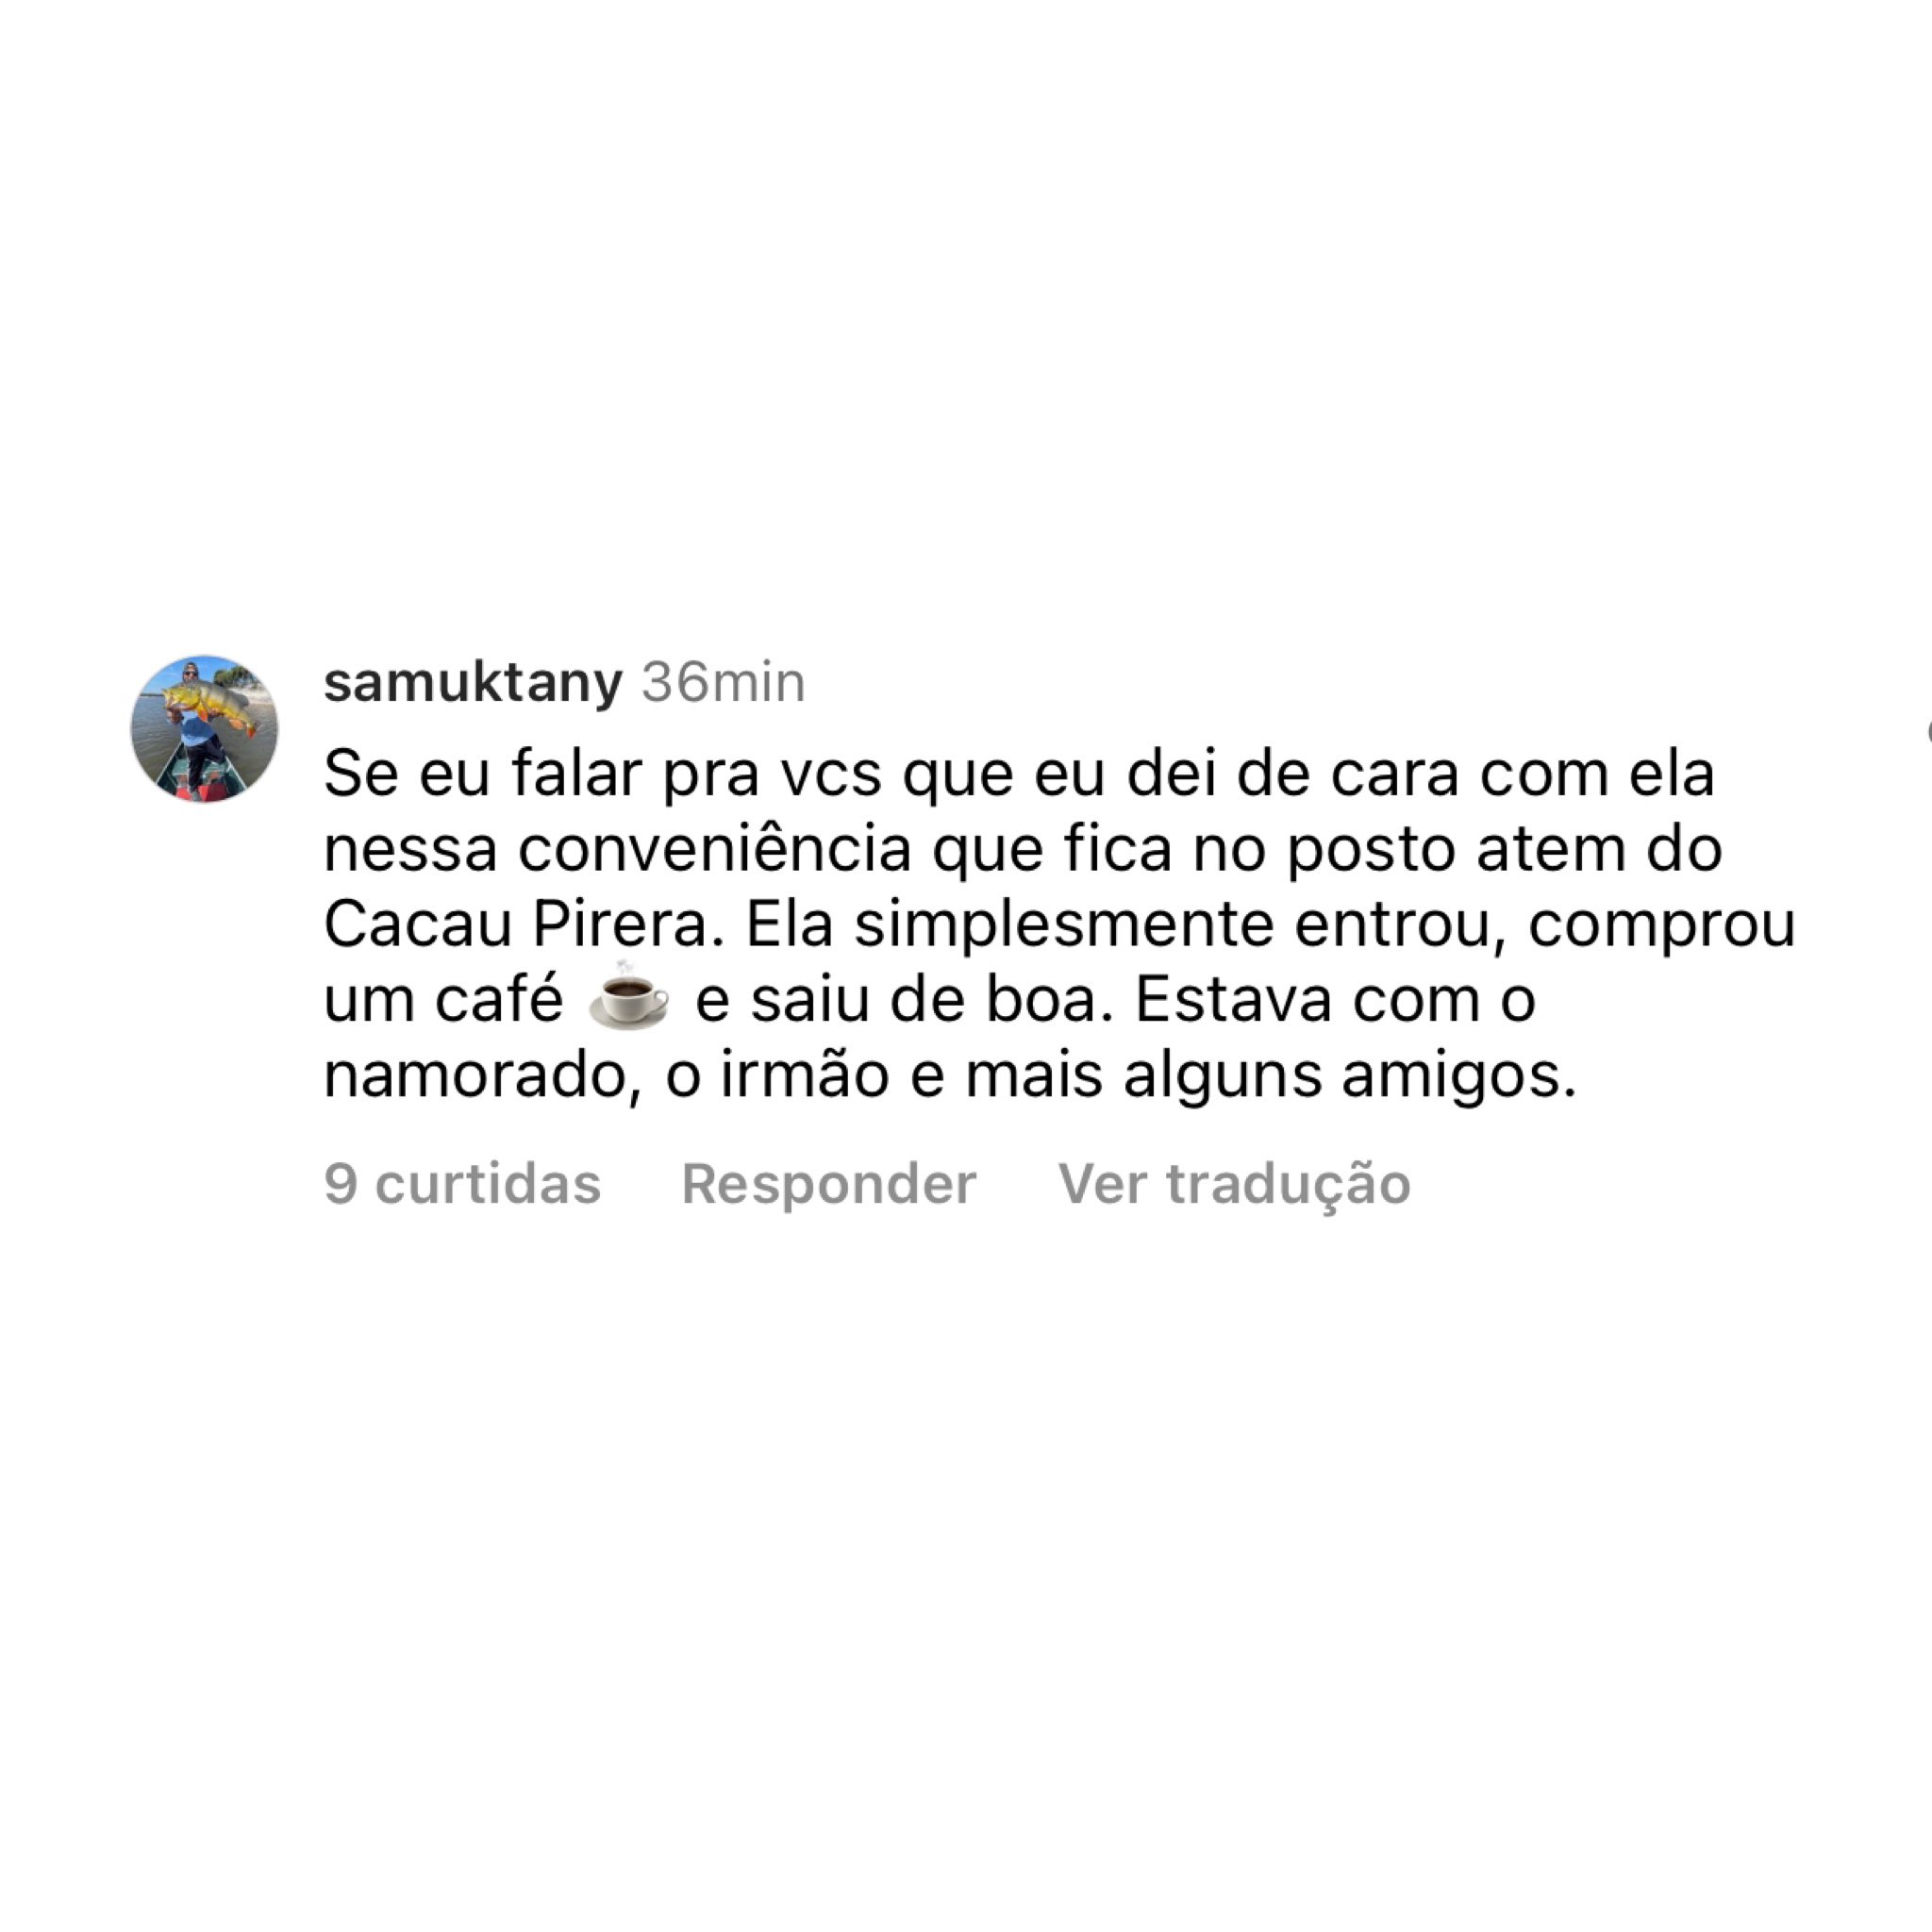 samuktany 36min
Se eu falar pra vcs que eu dei de cara com ela
nessa conveniência que fica no posto atem do
Cacau Pirera. Ela simplesmente entrou, comprou
um café ☕ e saiu de boa. Estava com o
namorado, o irmão e mais alguns amigos.
9 curtidas Responder Ver tradução